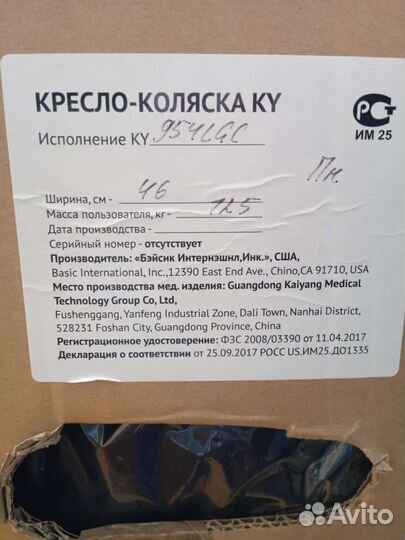 КРЕСЛО-КОЛЯСКА KY
РСТ
ИМ 25
Исполнение KY 954LGC
Пн
Ширина, см - 46
Масса пользователя, кг- 125
Дата производства -
Серийный номер - отсутствует
Производитель: «Бэйсик Интернэшнл,Инк.», США,
Basic International, Inc.,12390 East End Ave., Chino,CA 91710, USA
Место производства мед. изделия: Guangdong Kaiyang Medical
Technology Group Co, Ltd,
Fushenggang, Yanfeng Industrial Zone, Dali Town, Nanhai District,
528231 Foshan City, Guangdong Province, China
Регистрационное удостоверение: ФЗС 2008/03390 от 11.04.2017
Декларация о соответствии от 25.09.2017 РОСС US.ИМ25.ДО1335
Avito